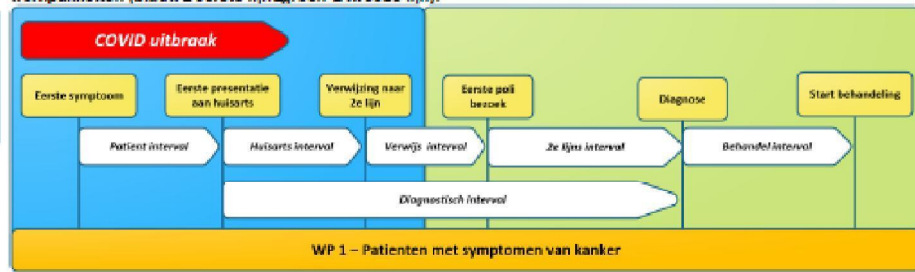 COVID uitbraak
Eerste symptoom
Eerste presentatie
aan huisarts
Verwijzing naar
2e lijn
Eerste poli
bezoek
Diagnose
Start behandeling
Patient interval
Huisarts interval
Verwijs interval
2e lijns interval
Behandel interval
Diagnostisch interval
WP 1 – Patienten met symptomen van kanker